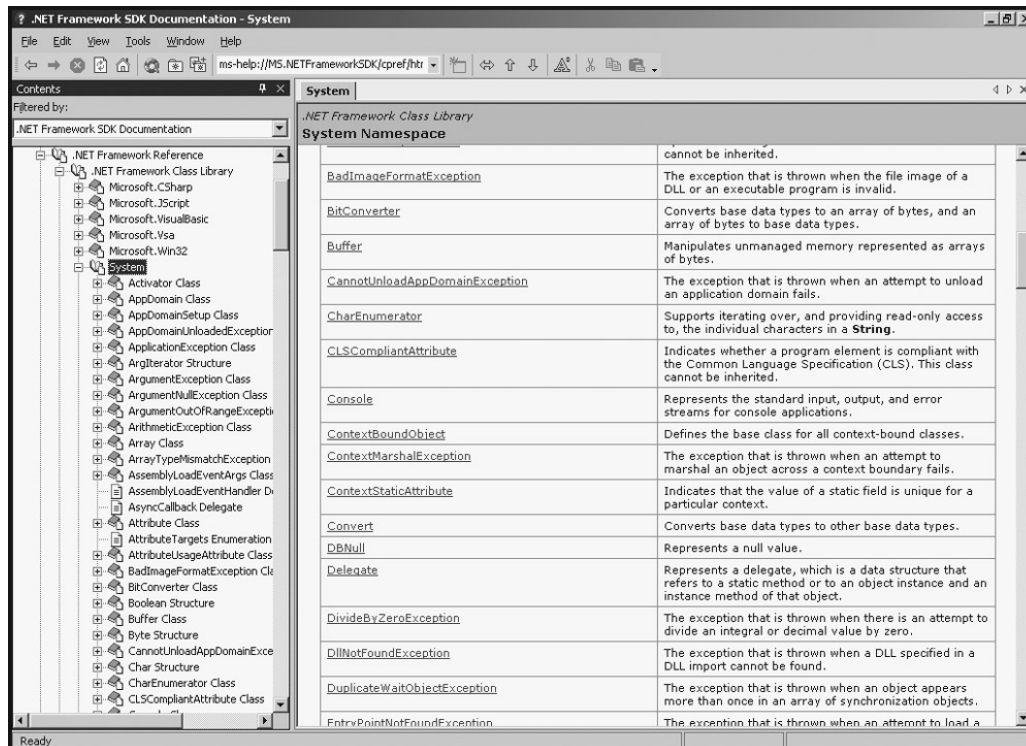 ? .NET Framework SDK Documentation - System
File Edit View Tools Window Help
ms-help://MS.NETFrameworkSDK/cpref/htr
Contents
Filtered by:
.NET Framework SDK Documentation
.NET Framework Reference
.NET Framework Class Library
Microsoft.CSharp
Microsoft.JScript
Microsoft.VisualBasic
Microsoft.Vsa
Microsoft.Win32
System
Activator Class
AppDomain Class
AppDomainSetup Class
AppDomainUnloadedException
ApplicationException Class
ArgIterator Structure
ArgumentException Class
ArgumentNullException Class
ArgumentOutOfRangeExcepti
ArithmeticException Class
Array Class
ArrayTypeMismatchException
AssemblyLoadEventArgs Class
AssemblyLoadEventHandler D
AsyncCallback Delegate
Attribute Class
AttributeTargets Enumeration
AttributeUsageAttribute Class
BadImageFormatException Cla
BitConverter Class
Boolean Structure
Buffer Class
Byte Structure
CannotUnloadAppDomainExce
Char Structure
CharEnumerator Class
CLSCompliantAttribute Class
System
.NET Framework Class Library
System Namespace
cannot be inherited.
BadImageFormatException
The exception that is thrown when the file image of a
DLL or an executable program is invalid.
BitConverter
Converts base data types to an array of bytes, and an
array of bytes to base data types.
Buffer
Manipulates unmanaged memory represented as arrays
of bytes.
CannotUnloadAppDomainException
The exception that is thrown when an attempt to unload
an application domain fails.
CharEnumerator
Supports iterating over, and providing read-only access
to, the individual characters in a String.
CLSCompliantAttribute
Indicates whether a program element is compliant with
the Common Language Specification (CLS). This class
cannot be inherited.
Console
Represents the standard input, output, and error
streams for console applications.
ContextBoundObject
Defines the base class for all context-bound classes.
ContextMarshalException
The exception that is thrown when an attempt to
marshal an object across a context boundary fails.
ContextStaticAttribute
Indicates that the value of a static field is unique for a
particular context.
Convert
Converts base data types to other base data types.
DBNull
Represents a null value.
Delegate
Represents a delegate, which is a data structure that
refers to a static method or to an object instance and an
instance method of that object.
DivideByZeroException
The exception that is thrown when there is an attempt to
divide an integral or decimal value by zero.
DllNotFoundException
The exception that is thrown when a DLL specified in a
DLL import cannot be found.
DuplicateWaitObjectException
The exception that is thrown when an object appears
more than once in an array of synchronization objects.
EntryPointNotFoundException
The exception that is thrown when an attempt to load a
Ready